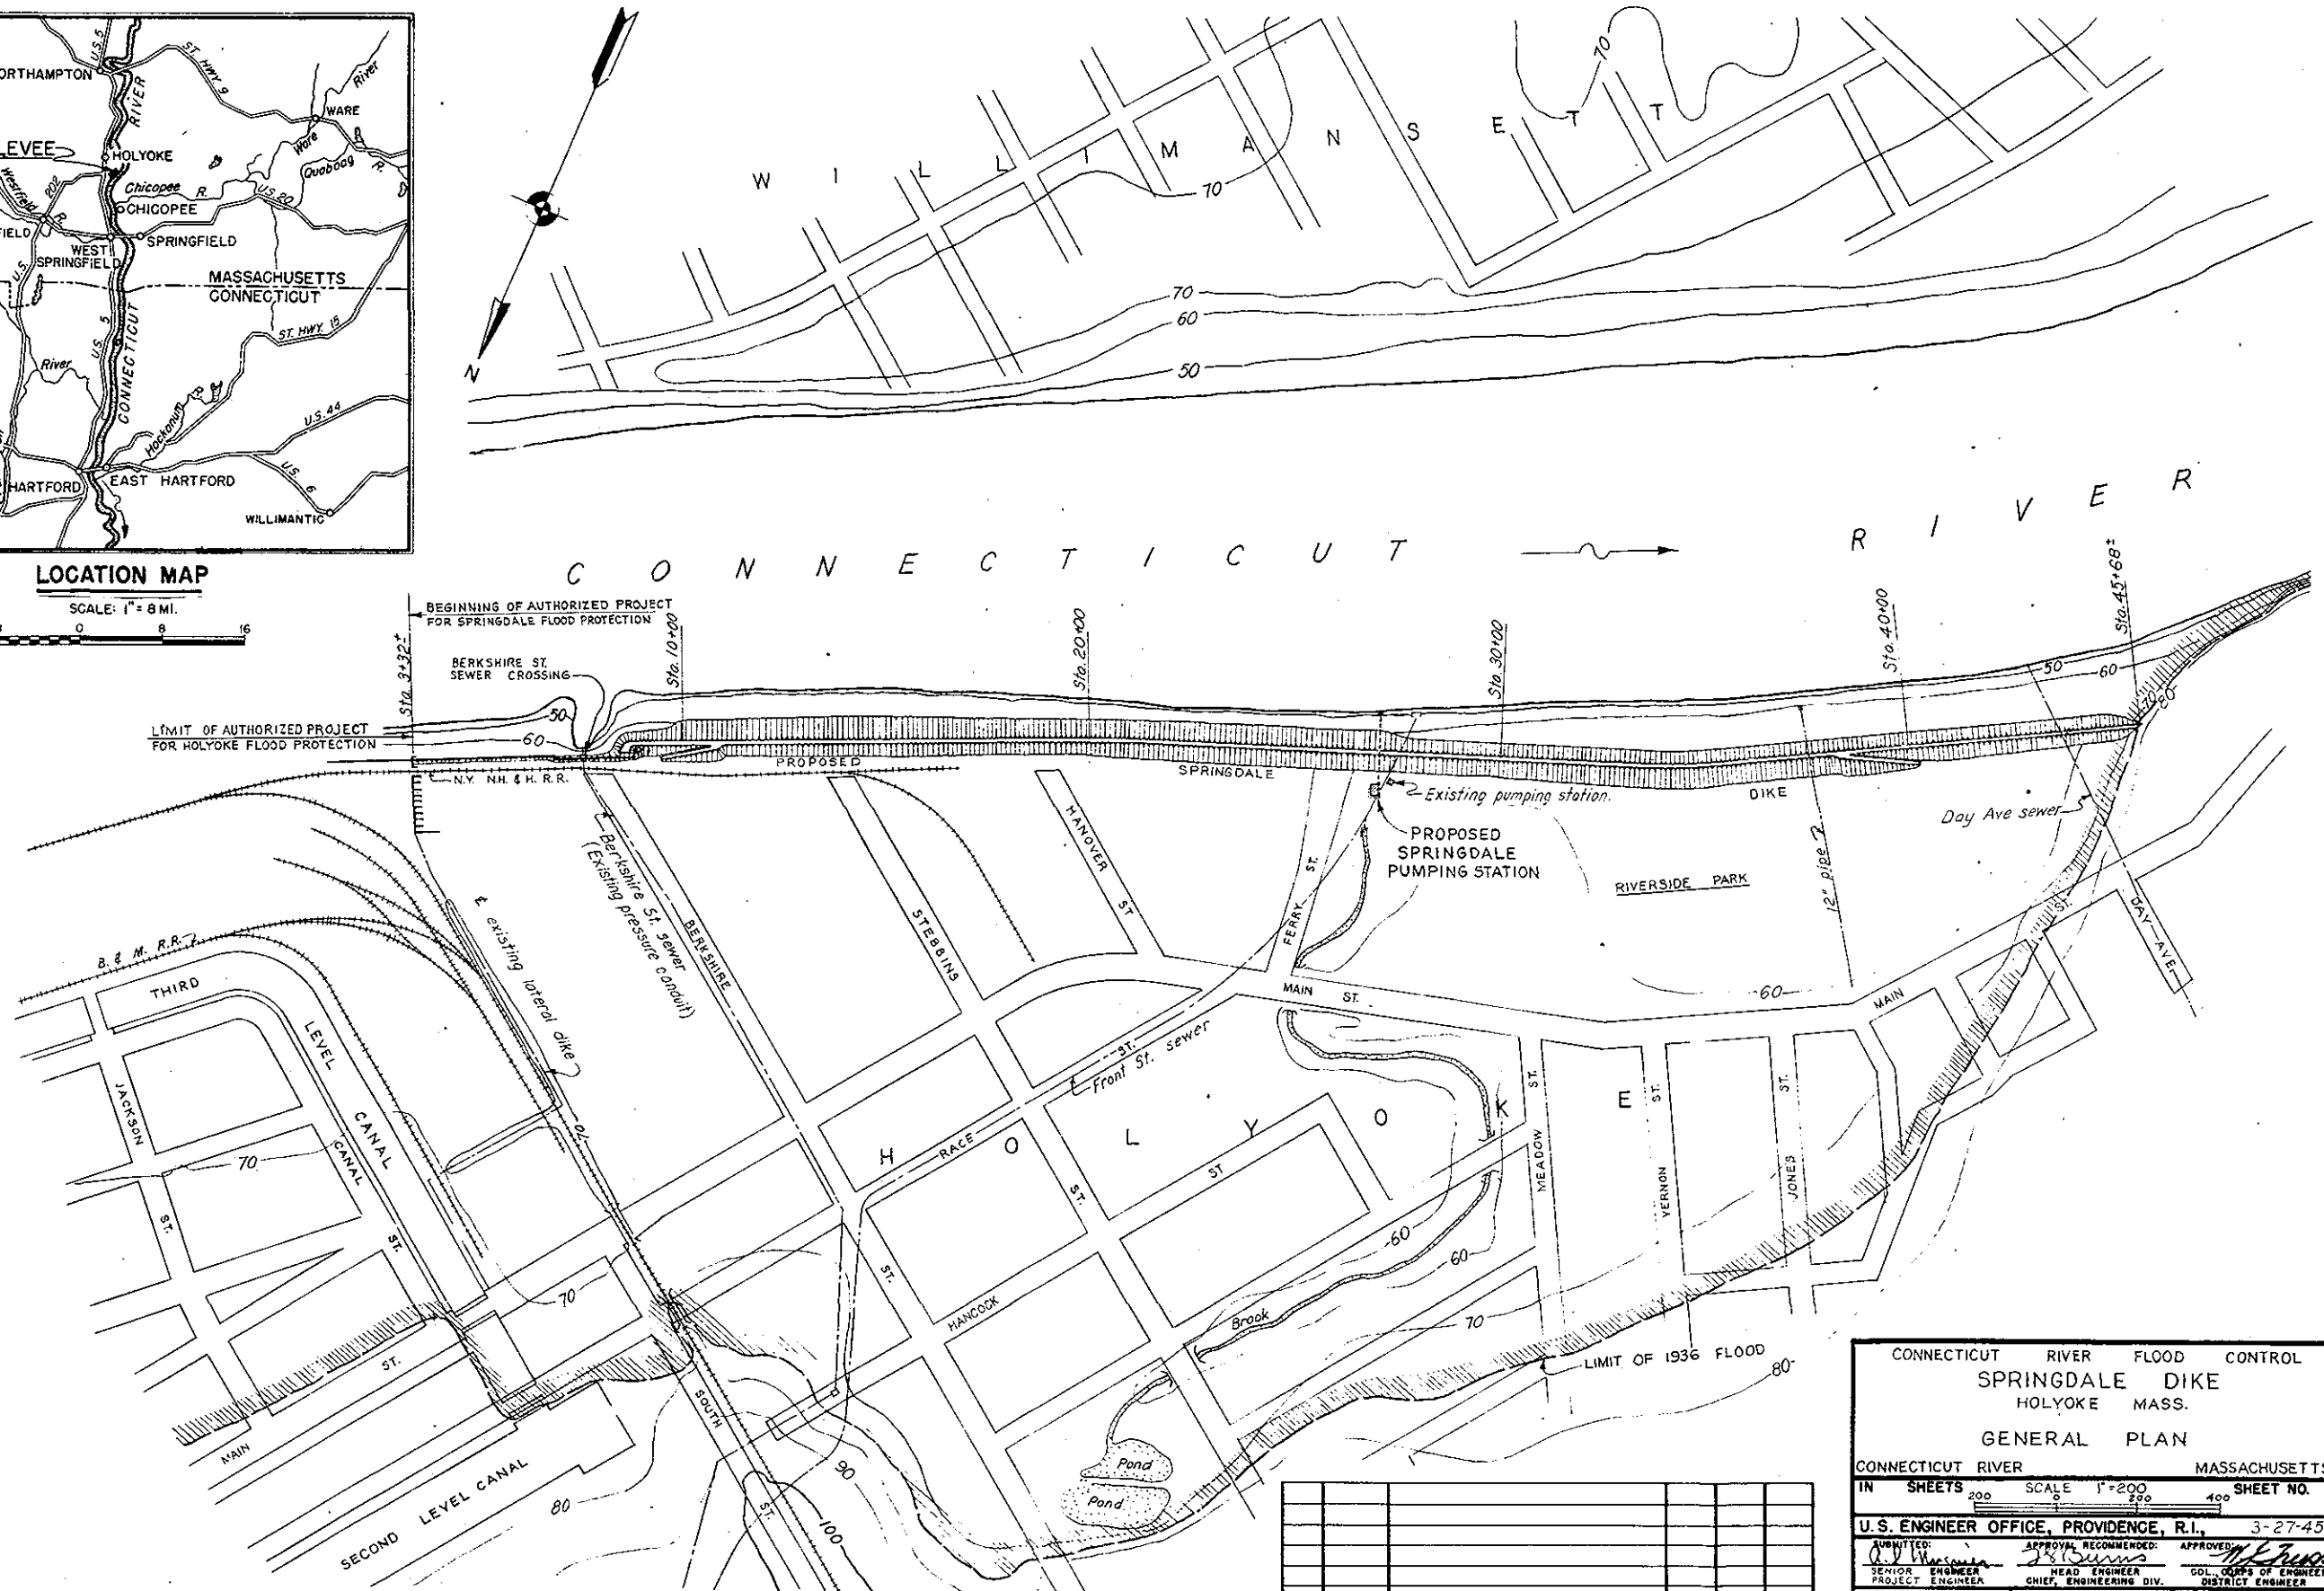 U.S. 5
ST. HWY. 9
ORTHAMPTON
RIVER
River
WARE
Ware
LEVEE
HOLYOKE
Quaboag
R.
Westfield
202
Chicopee R.
U.S. 20
CHICOPEE
R.
FIELD
WEST
SPRINGFIELD
SPRINGFIELD
U.S.
MASSACHUSETTS
CONNECTICUT
5
ST. HWY. 15
U.S.
River
CONNECTICUT
Hockanum R.
U.S. 44
U.S. 6
HARTFORD
EAST HARTFORD
WILLIMANTIC
LOCATION MAP
SCALE: 1" = 8 MI.
0 8 16
N
WILLIMANSETT
70
70
70
60
50
CONNECTICUT RIVER
BEGINNING OF AUTHORIZED PROJECT
FOR SPRINGDALE FLOOD PROTECTION
Sta. 3+32±
Sta. 10+00
Sta. 20+00
Sta. 30+00
Sta. 40+00
Sta. 45+68±
BERKSHIRE ST.
SEWER CROSSING
LIMIT OF AUTHORIZED PROJECT
FOR HOLYOKE FLOOD PROTECTION
50
60
50
60
70
80
N.Y. N.H. & H. R.R.
PROPOSED SPRINGDALE DIKE
Existing pumping station.
PROPOSED
SPRINGDALE
PUMPING STATION
Day Ave sewer
RIVERSIDE PARK
12" pipe
Berkshire St. sewer
(Existing pressure conduit)
BERKSHIRE
STEBBINS
HANOVER
ST
FERRY ST.
℄ existing lateral dike
B. & M. R.R.
THIRD
LEVEL
CANAL
JACKSON
ST.
CANAL
ST.
70
70
70
MAIN ST.
60
MAIN
ST.
DAY AVE.
ST.
Front St. sewer
HOLYOKE
RACE
ST.
ST
ST.
HANCOCK
MEADOW
ST.
VERNON
ST.
JONES
ST.
60
60
Brook
70
LIMIT OF 1936 FLOOD
80
Pond
Pond
MAIN
ST.
SOUTH
ST.
90
100
80
SECOND LEVEL CANAL
CONNECTICUT RIVER FLOOD CONTROL
SPRINGDALE DIKE
HOLYOKE MASS.
GENERAL PLAN
CONNECTICUT RIVER MASSACHUSETTS
IN SHEETS SCALE 1"=200 SHEET NO.
200 0 200 400
U.S. ENGINEER OFFICE, PROVIDENCE, R.I., 3-27-45
SUBMITTED: APPROVAL RECOMMENDED: APPROVED:
SENIOR ENGINEER HEAD ENGINEER COL., CORPS OF ENGINEERS
PROJECT ENGINEER CHIEF, ENGINEERING DIV. DISTRICT ENGINEER